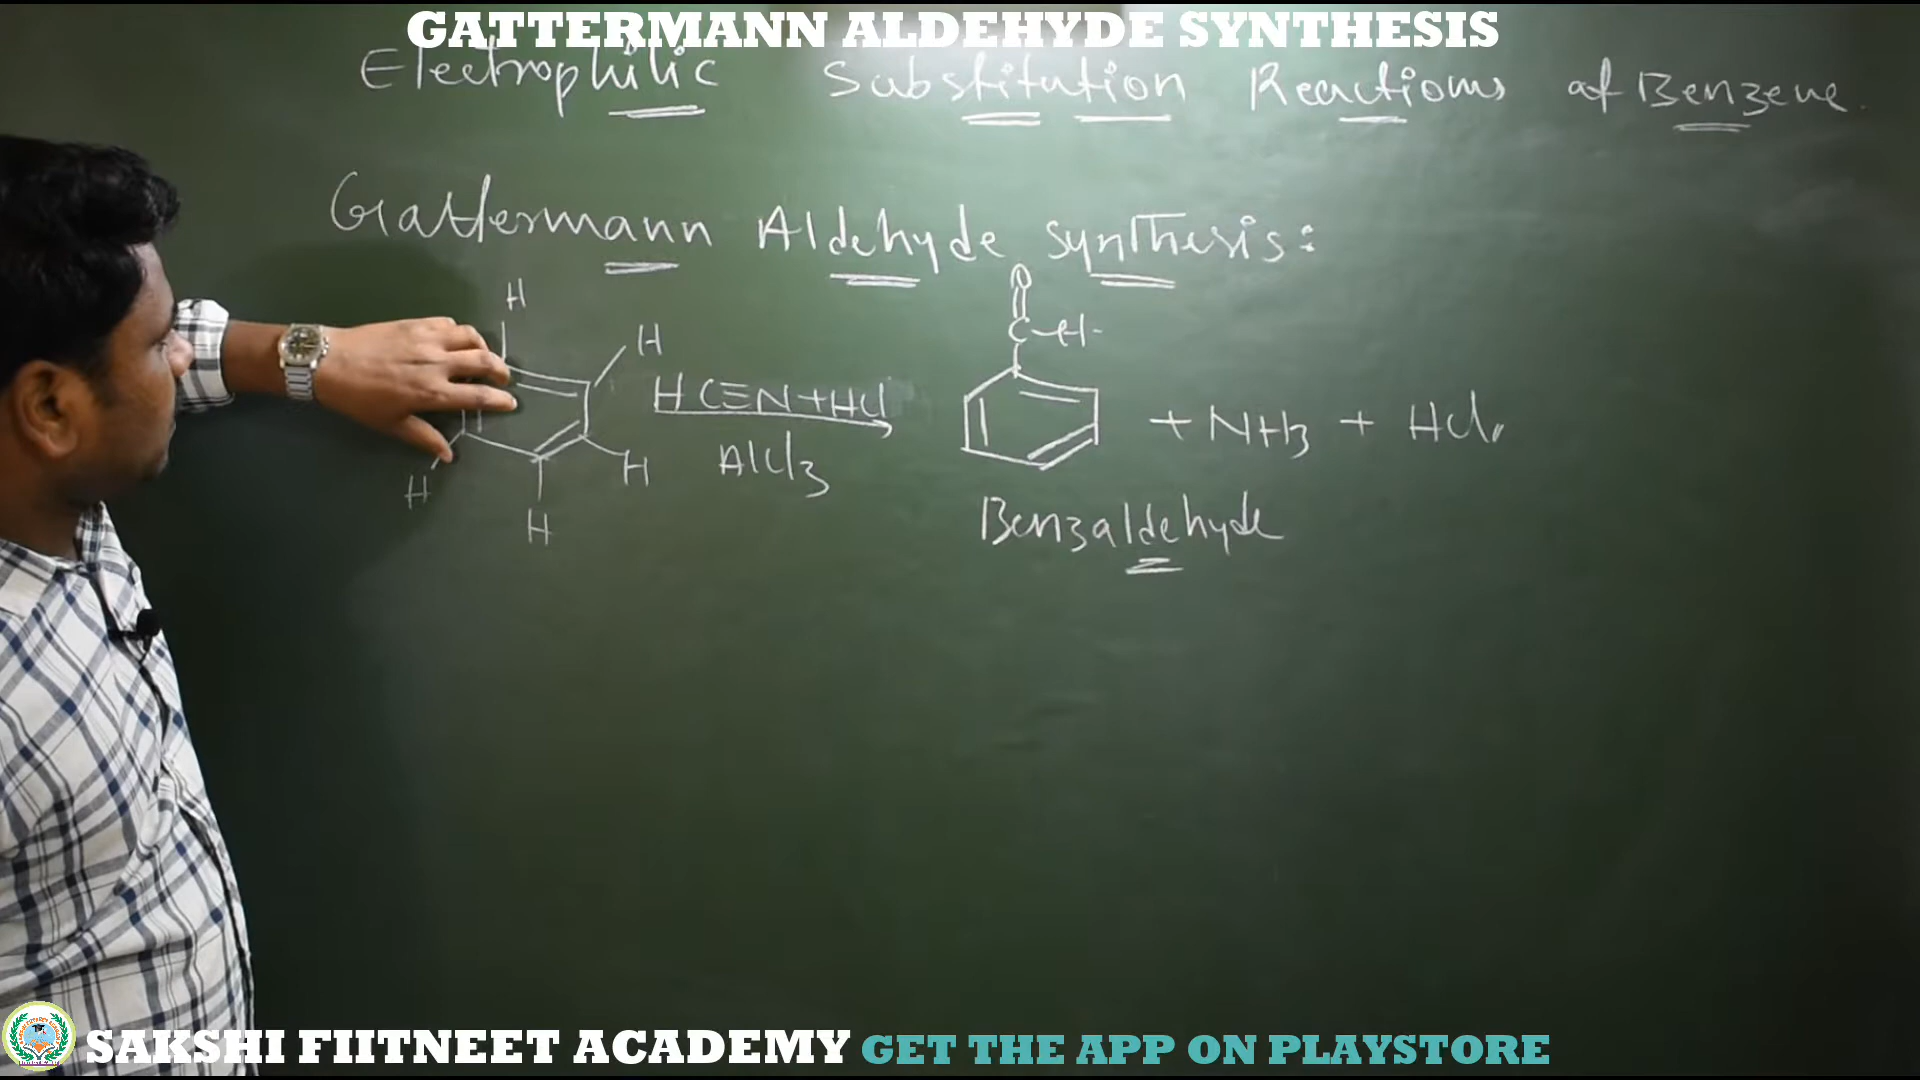 GATTERMANN ALDEHYDE SYNTHESIS
Electrophilic Substitution Reactions of Benzene.
Gattermann Aldehyde synthesis:
H
O
H
C-H
HC≡N+HCl
AlCl3
+ NH3 + HCl
H
H
H
Benzaldehyde
SAKSHI FIITNEET ACADEMY GET THE APP ON PLAYSTORE